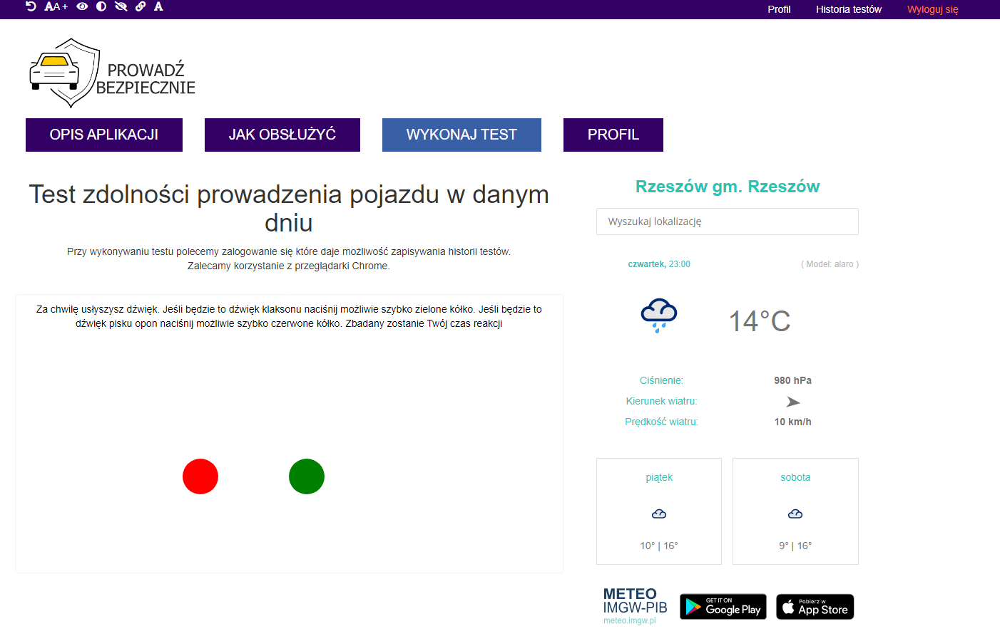 AA+
A
Profil
Historia testów
Wyloguj się
PROWADŹ
BEZPIECZNIE
OPIS APLIKACJI
JAK OBSŁUŻYĆ
WYKONAJ TEST
PROFIL
Test zdolności prowadzenia pojazdu w danym
dniu
Przy wykonywaniu testu polecemy zalogowanie się które daje możliwość zapisywania historii testów.
Zalecamy korzystanie z przeglądarki Chrome.
Za chwilę usłyszysz dźwięk. Jeśli będzie to dźwięk klaksonu naciśnij możliwie szybko zielone kółko. Jeśli będzie to
dźwięk pisku opon naciśnij możliwie szybko czerwone kółko. Zbadany zostanie Twój czas reakcji
Rzeszów gm. Rzeszów
Wyszukaj lokalizację
czwartek, 23:00
( Model: alaro )
14°C
Ciśnienie:
980 hPa
Kierunek wiatru:
Prędkość wiatru:
10 km/h
piątek
10° | 16°
sobota
9° | 16°
METEO
IMGW-PIB
meteo.imgw.pl
GET IT ON
Google Play
Pobierz w
App Store